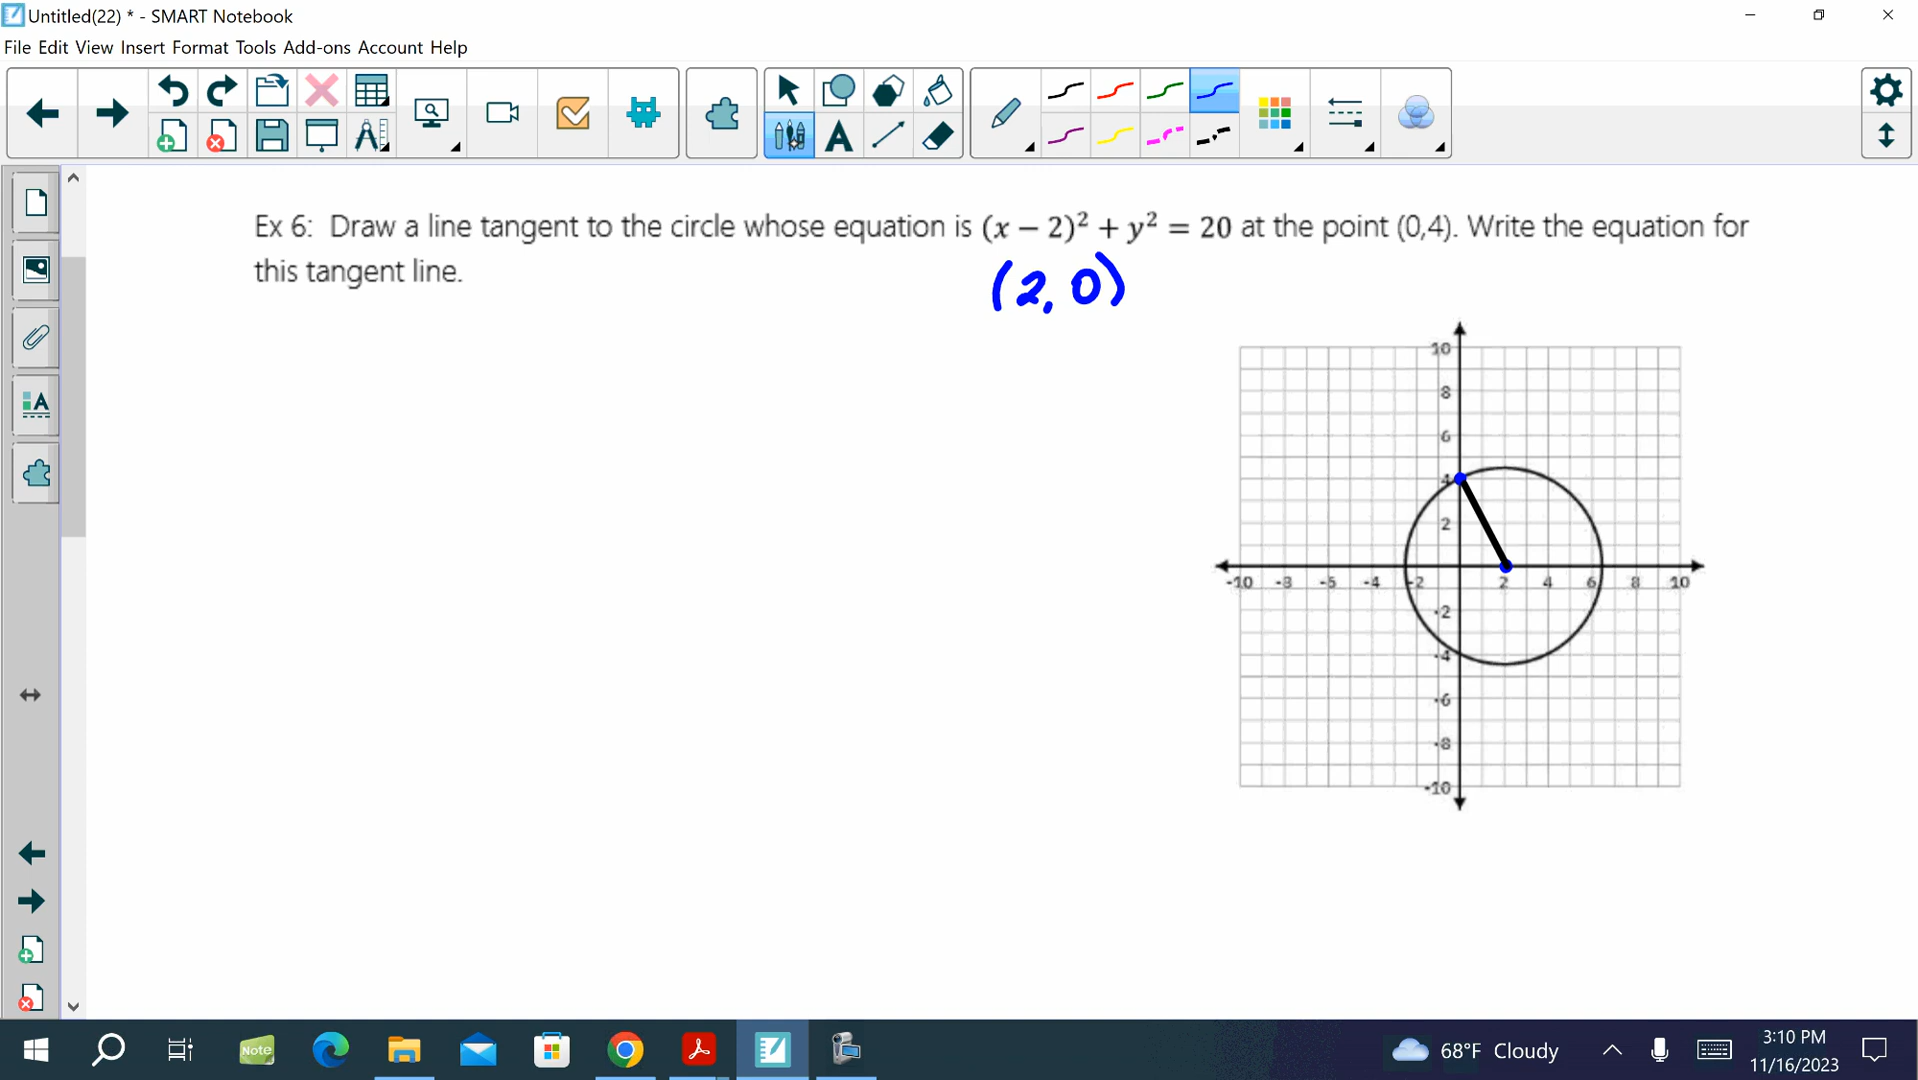 Untitled(22) * - SMART Notebook
File Edit View Insert Format Tools Add-ons Account Help
A
A
Ex 6: Draw a line tangent to the circle whose equation is (x − 2)² + y² = 20 at the point (0,4). Write the equation for
this tangent line.
(2, 0)
10
8
6
4
2
-10 -8 -4 -2 2 4 6 8 10
-2
-4
-6
-8
-10
Note
68°F Cloudy
3:10 PM
11/16/2023